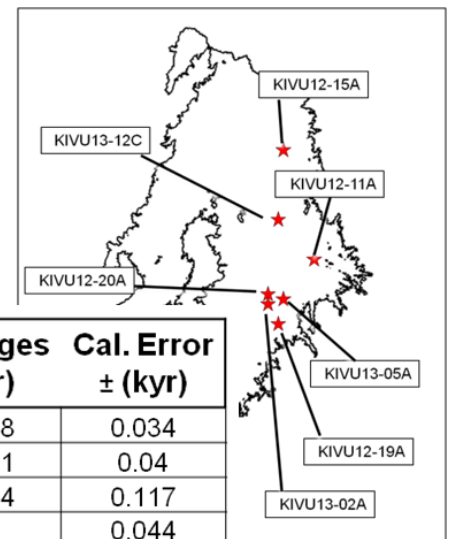 KIVU12-15A
KIVU13-12C
KIVU12-11A
KIVU12-20A
KIVU13-05A
KIVU12-19A
KIVU13-02A
ges Cal. Error
r) ± (kyr)
8 0.034
1 0.04
4 0.117
0.044